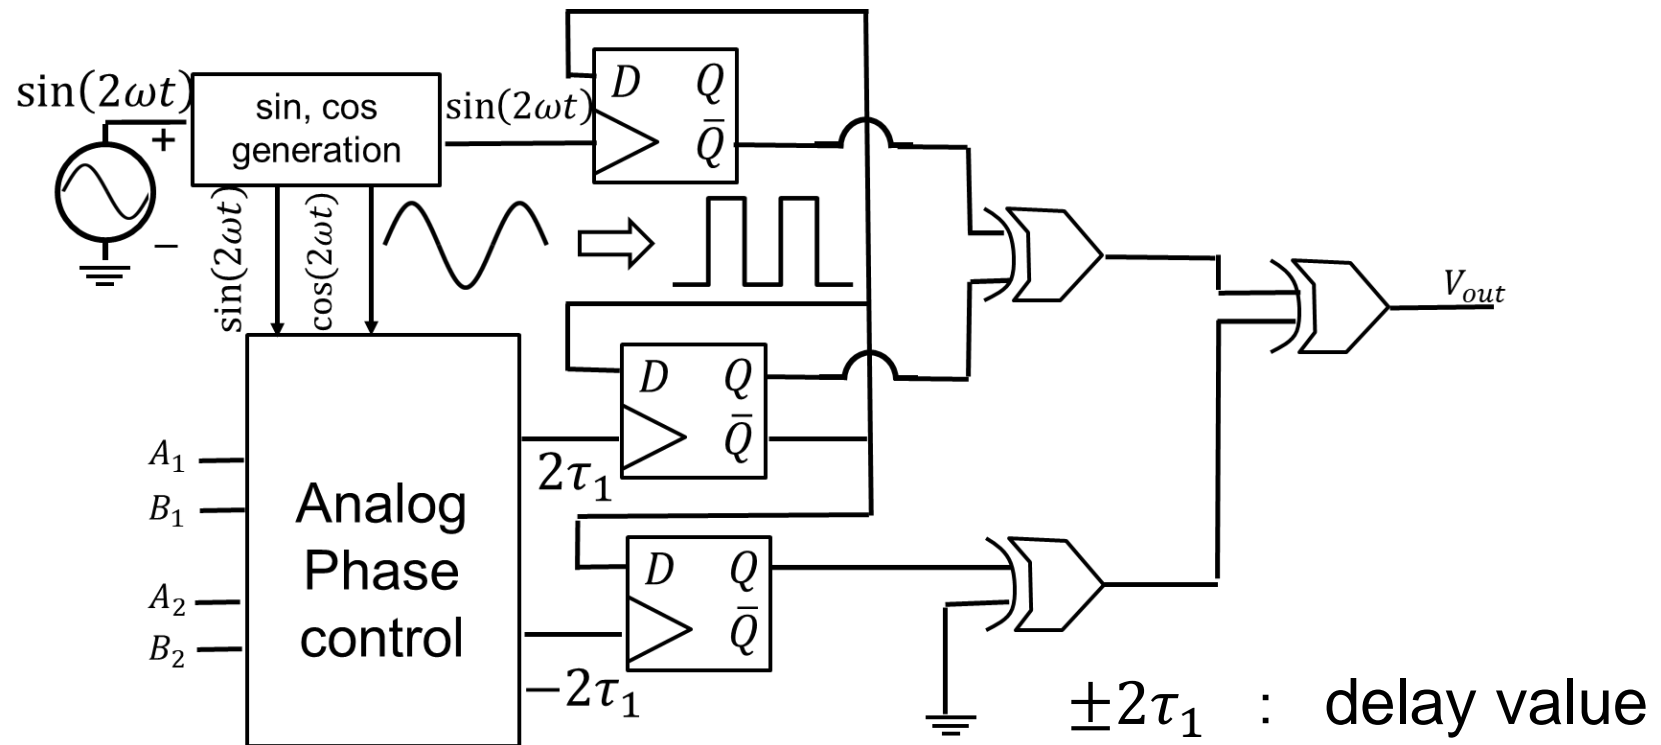 sin(2ωt)
+
−
sin, cos
generation
sin(2ωt)
sin(2ωt)
cos(2ωt)
D Q
Q̄
D Q
Q̄
D Q
Q̄
A₁
B₁
A₂
B₂
Analog
Phase
control
2τ₁
−2τ₁
V_out
±2τ₁ : delay value